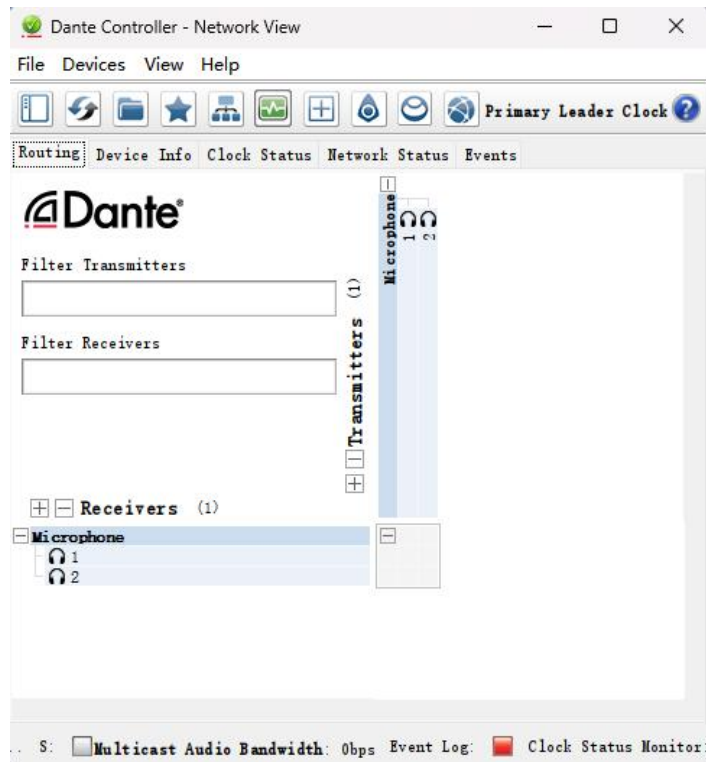 Dante Controller - Network View
File Devices View Help
Primary Leader Clock
Routing Device Info Clock Status Network Status Events
Dante®
Filter Transmitters
Filter Receivers
Transmitters (1)
Microphone
1
2
Receivers (1)
Microphone
1
2
.. S: Multicast Audio Bandwidth: 0bps Event Log: Clock Status Monitor: